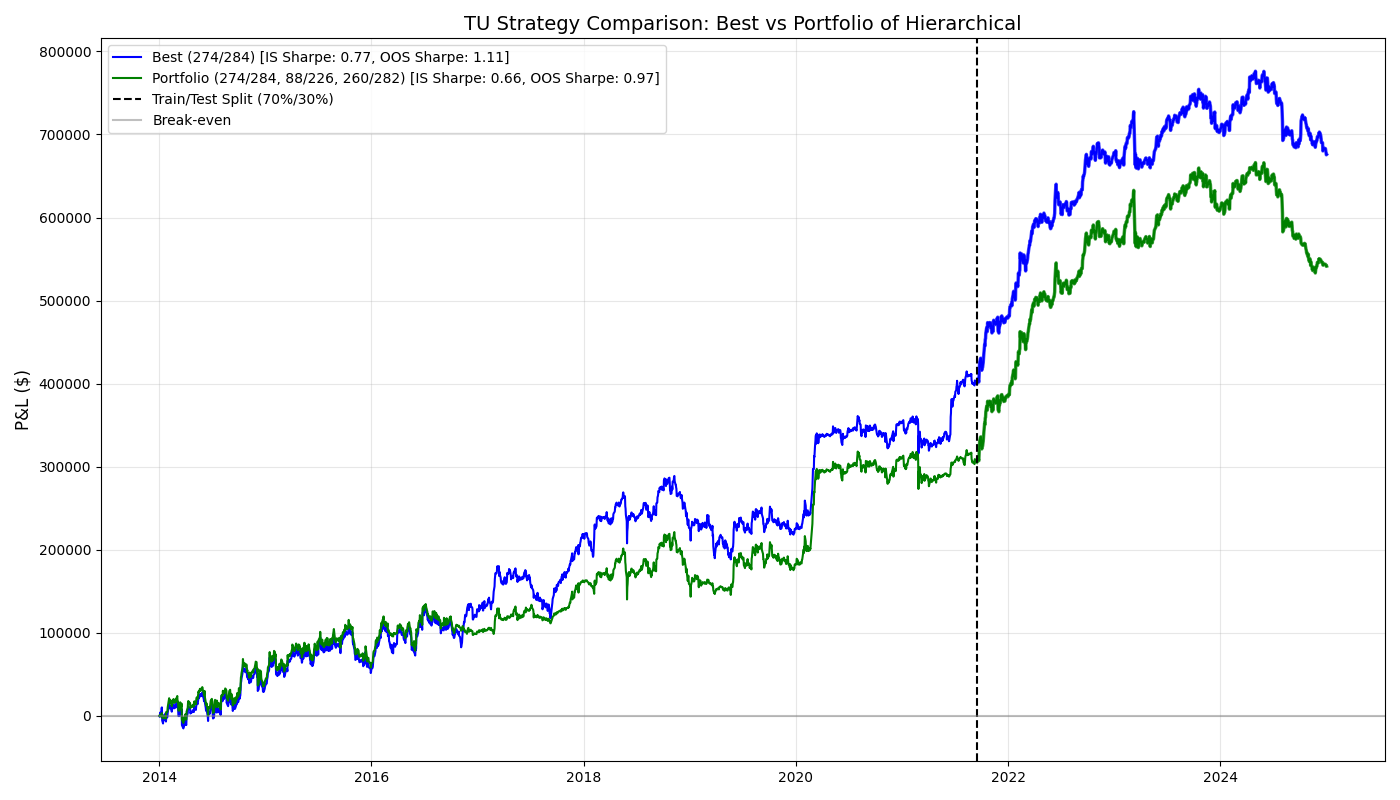 TU Strategy Comparison: Best vs Portfolio of Hierarchical
Best (274/284) [IS Sharpe: 0.77, OOS Sharpe: 1.11]
Portfolio (274/284, 88/226, 260/282) [IS Sharpe: 0.66, OOS Sharpe: 0.97]
Train/Test Split (70%/30%)
Break-even
P&L ($)
800000
700000
600000
500000
400000
300000
200000
100000
0
2014
2016
2018
2020
2022
2024